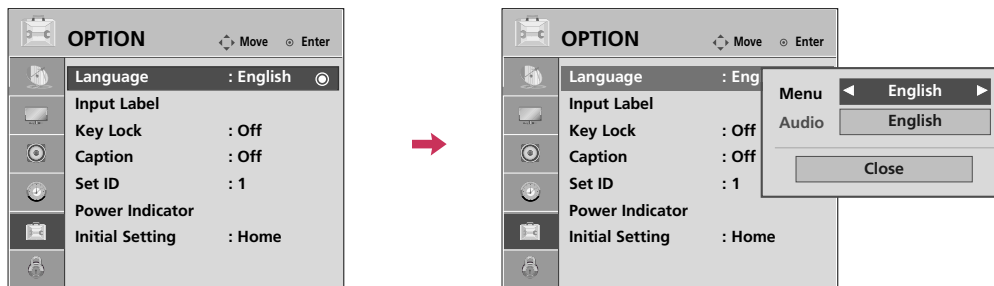 OPTION Move Enter
Language : English
Input Label
Key Lock : Off
Caption : Off
Set ID : 1
Power Indicator
Initial Setting : Home
OPTION Move Enter
Language : Eng
Input Label
Key Lock : Off
Caption : Off
Set ID : 1
Power Indicator
Initial Setting : Home
Menu English
Audio English
Close